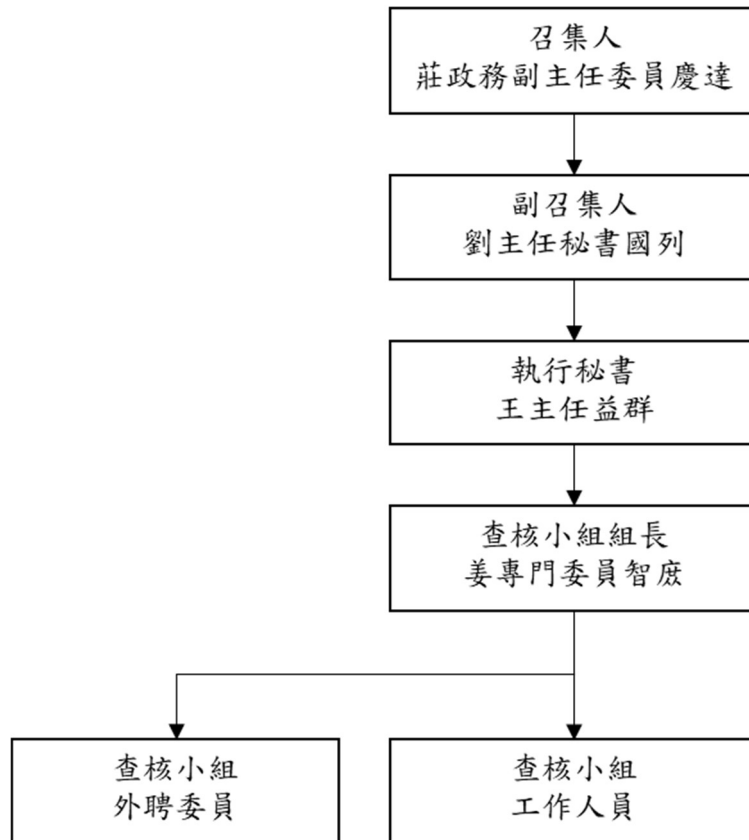 召集人
莊政務副主任委員慶達
副召集人
劉主任秘書國列
執行秘書
王主任益群
查核小組組長
姜專門委員智庻
查核小組
外聘委員
查核小組
工作人員